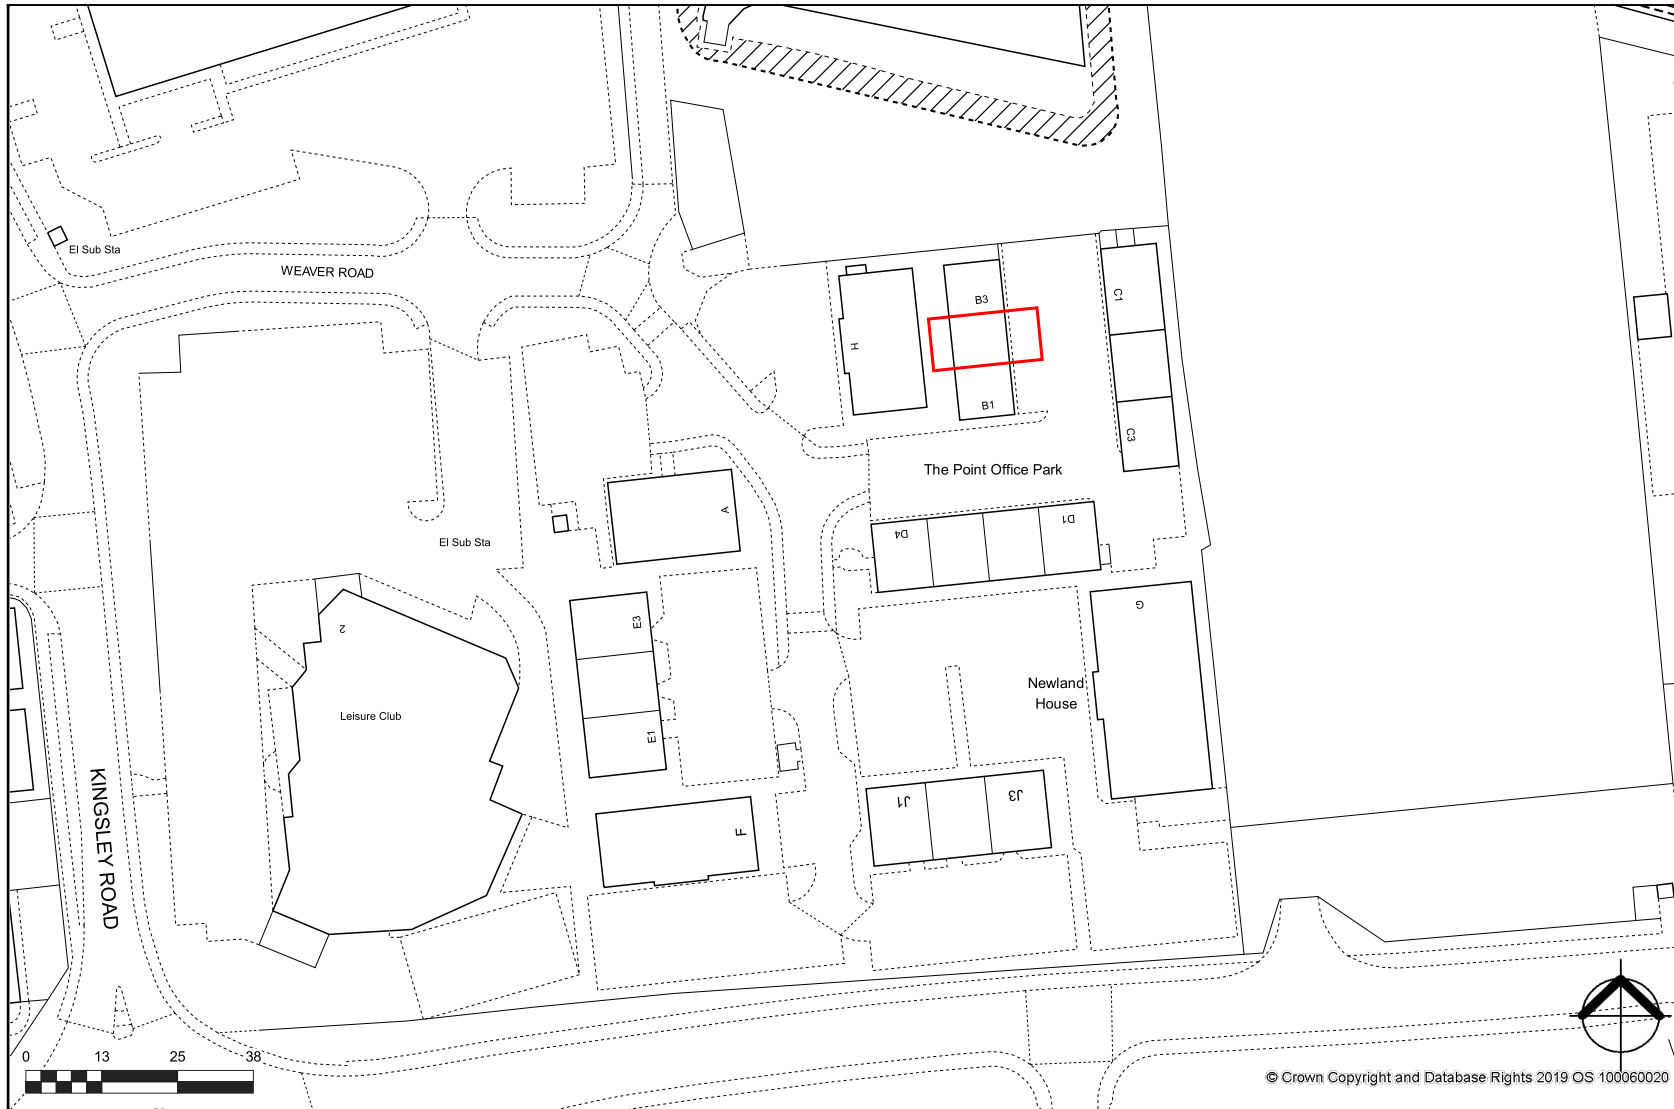 El Sub Sta
WEAVER ROAD
B3
C1
H
B1
C3
The Point Office Park
A
D4
D1
El Sub Sta
G
2
E3
Newland
House
Leisure Club
E1
KINGSLEY ROAD
J1
J3
F
0 13 25 38
© Crown Copyright and Database Rights 2019 OS 100060020